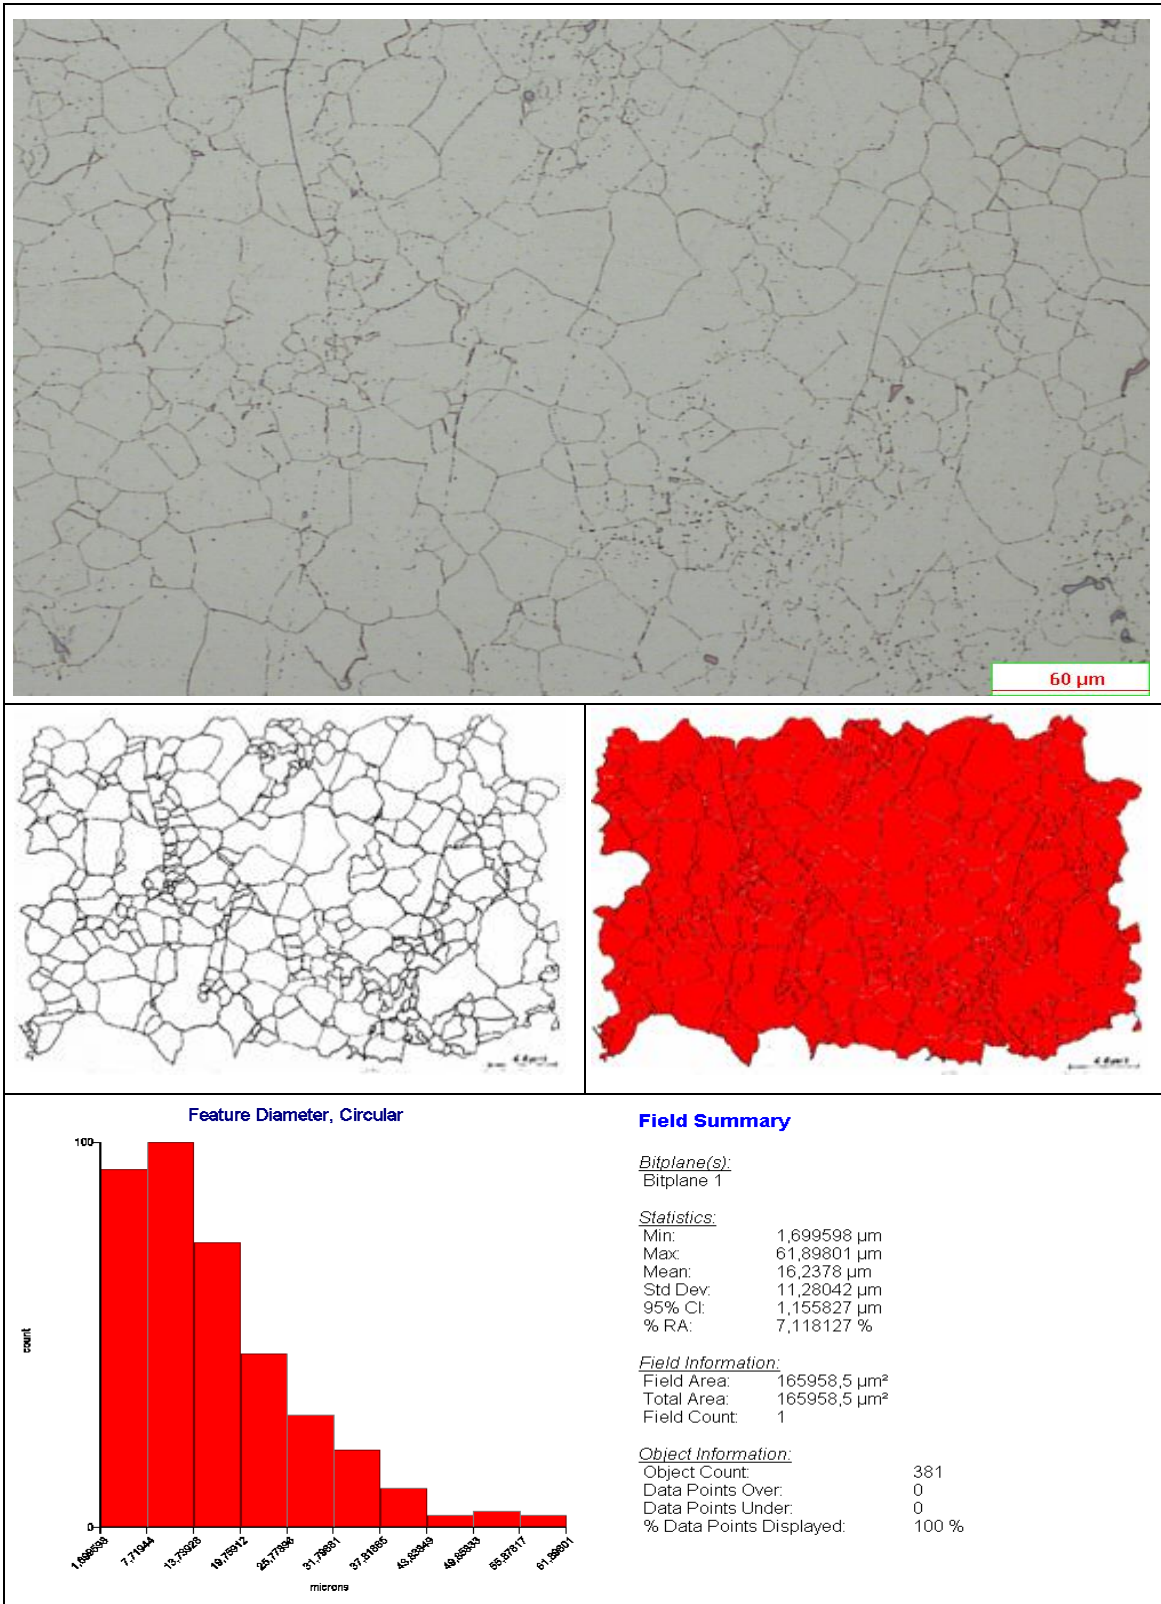 60 µm
Feature Diameter, Circular
100
count
0
1,699598
7,71944
13,73928
19,75912
25,77896
31,79881
37,81865
43,83849
49,85833
55,87817
61,89801
microns
Field Summary
Bitplane(s):
Bitplane 1
Statistics:
Min: 1,699598 µm
Max: 61,89801 µm
Mean: 16,2378 µm
Std Dev: 11,28042 µm
95% CI: 1,155827 µm
% RA: 7,118127 %
Field Information:
Field Area: 165958,5 µm²
Total Area: 165958,5 µm²
Field Count: 1
Object Information:
Object Count: 381
Data Points Over: 0
Data Points Under: 0
% Data Points Displayed: 100 %